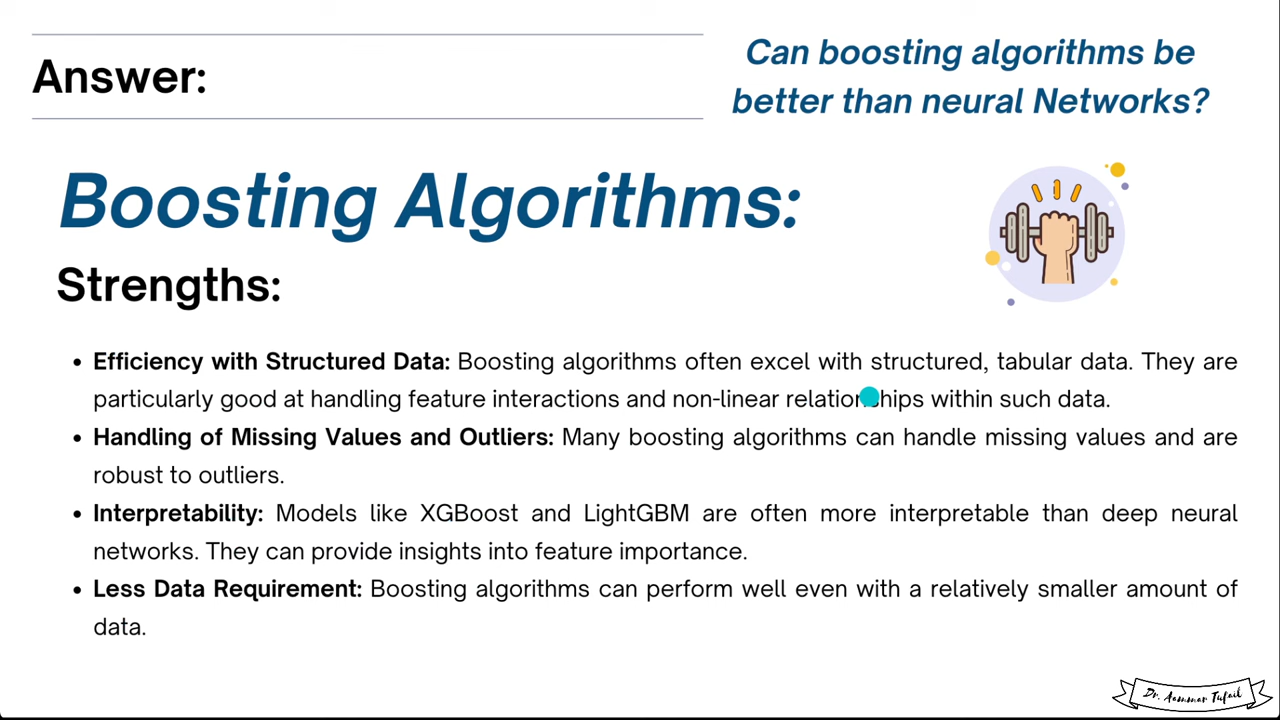 Answer:
Can boosting algorithms be
better than neural Networks?
Boosting Algorithms:
Strengths:
• Efficiency with Structured Data: Boosting algorithms often excel with structured, tabular data. They are
particularly good at handling feature interactions and non-linear relationships within such data.
• Handling of Missing Values and Outliers: Many boosting algorithms can handle missing values and are
robust to outliers.
• Interpretability: Models like XGBoost and LightGBM are often more interpretable than deep neural
networks. They can provide insights into feature importance.
• Less Data Requirement: Boosting algorithms can perform well even with a relatively smaller amount of
data.
Dr. Aammar Tufail